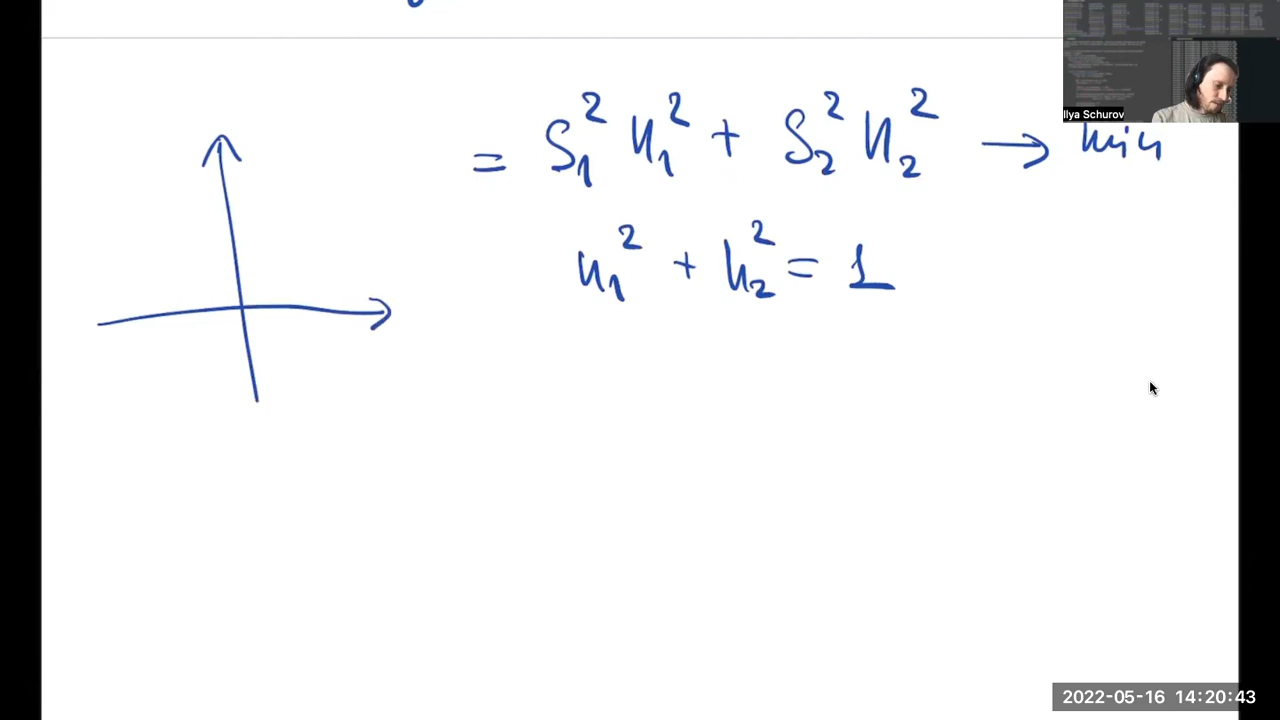 = S₁² u₁² + S₂² u₂² → min
u₁² + u₂² = 1
Ilya Schurov
2022-05-16 14:20:43